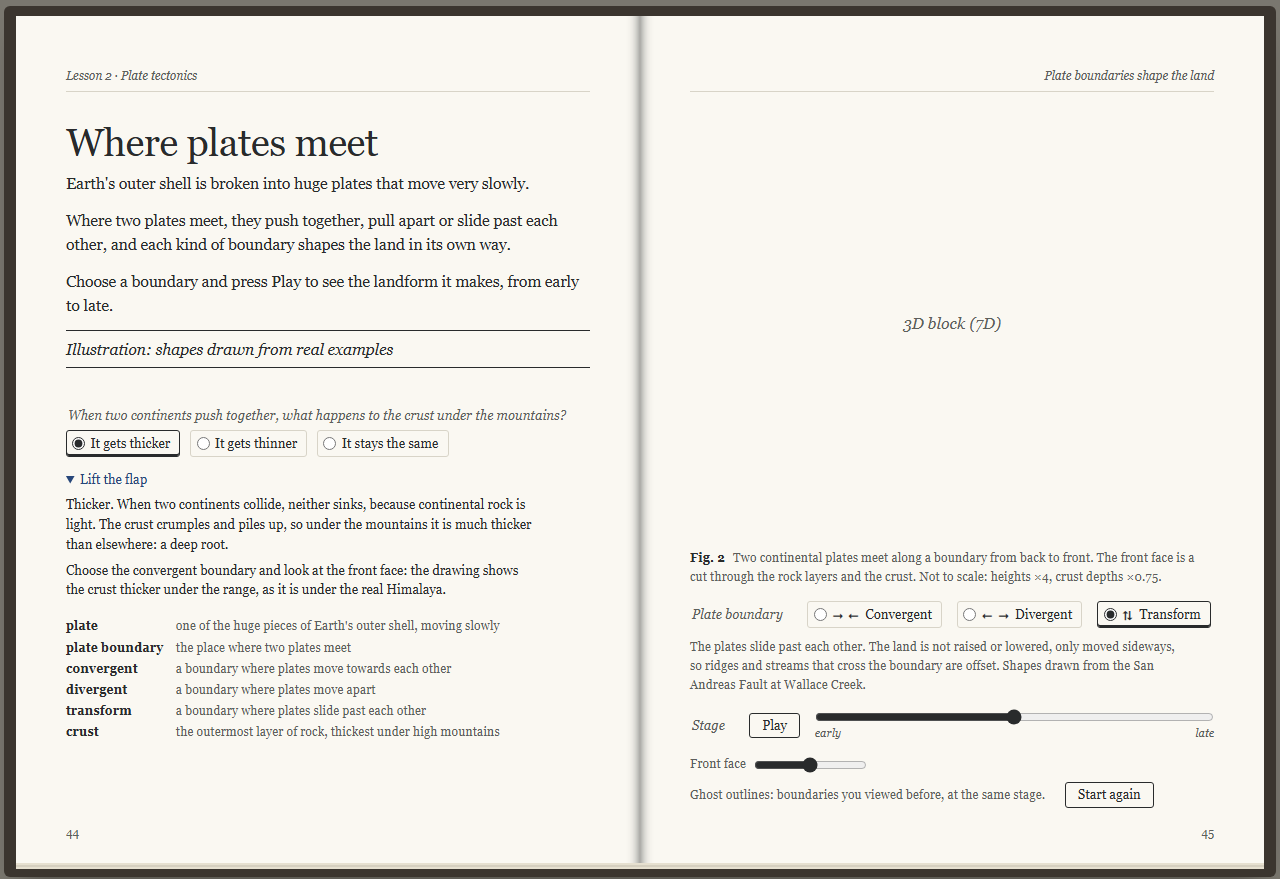 Lesson 2 · Plate tectonics
Where plates meet
Earth's outer shell is broken into huge plates that move very slowly.
Where two plates meet, they push together, pull apart or slide past each
other, and each kind of boundary shapes the land in its own way.
Choose a boundary and press Play to see the landform it makes, from early
to late.
Illustration: shapes drawn from real examples
When two continents push together, what happens to the crust under the mountains?
It gets thicker It gets thinner It stays the same
▼ Lift the flap
Thicker. When two continents collide, neither sinks, because continental rock is
light. The crust crumples and piles up, so under the mountains it is much thicker
than elsewhere: a deep root.
Choose the convergent boundary and look at the front face: the drawing shows
the crust thicker under the range, as it is under the real Himalaya.
plate one of the huge pieces of Earth's outer shell, moving slowly
plate boundary the place where two plates meet
convergent a boundary where plates move towards each other
divergent a boundary where plates move apart
transform a boundary where plates slide past each other
crust the outermost layer of rock, thickest under high mountains
44
Plate boundaries shape the land
3D block (7D)
Fig. 2 Two continental plates meet along a boundary from back to front. The front face is a
cut through the rock layers and the crust. Not to scale: heights ×4, crust depths ×0.75.
Plate boundary → ← Convergent ← → Divergent ⇅ Transform
The plates slide past each other. The land is not raised or lowered, only moved sideways,
so ridges and streams that cross the boundary are offset. Shapes drawn from the San
Andreas Fault at Wallace Creek.
Stage Play
early late
Front face
Ghost outlines: boundaries you viewed before, at the same stage. Start again
45